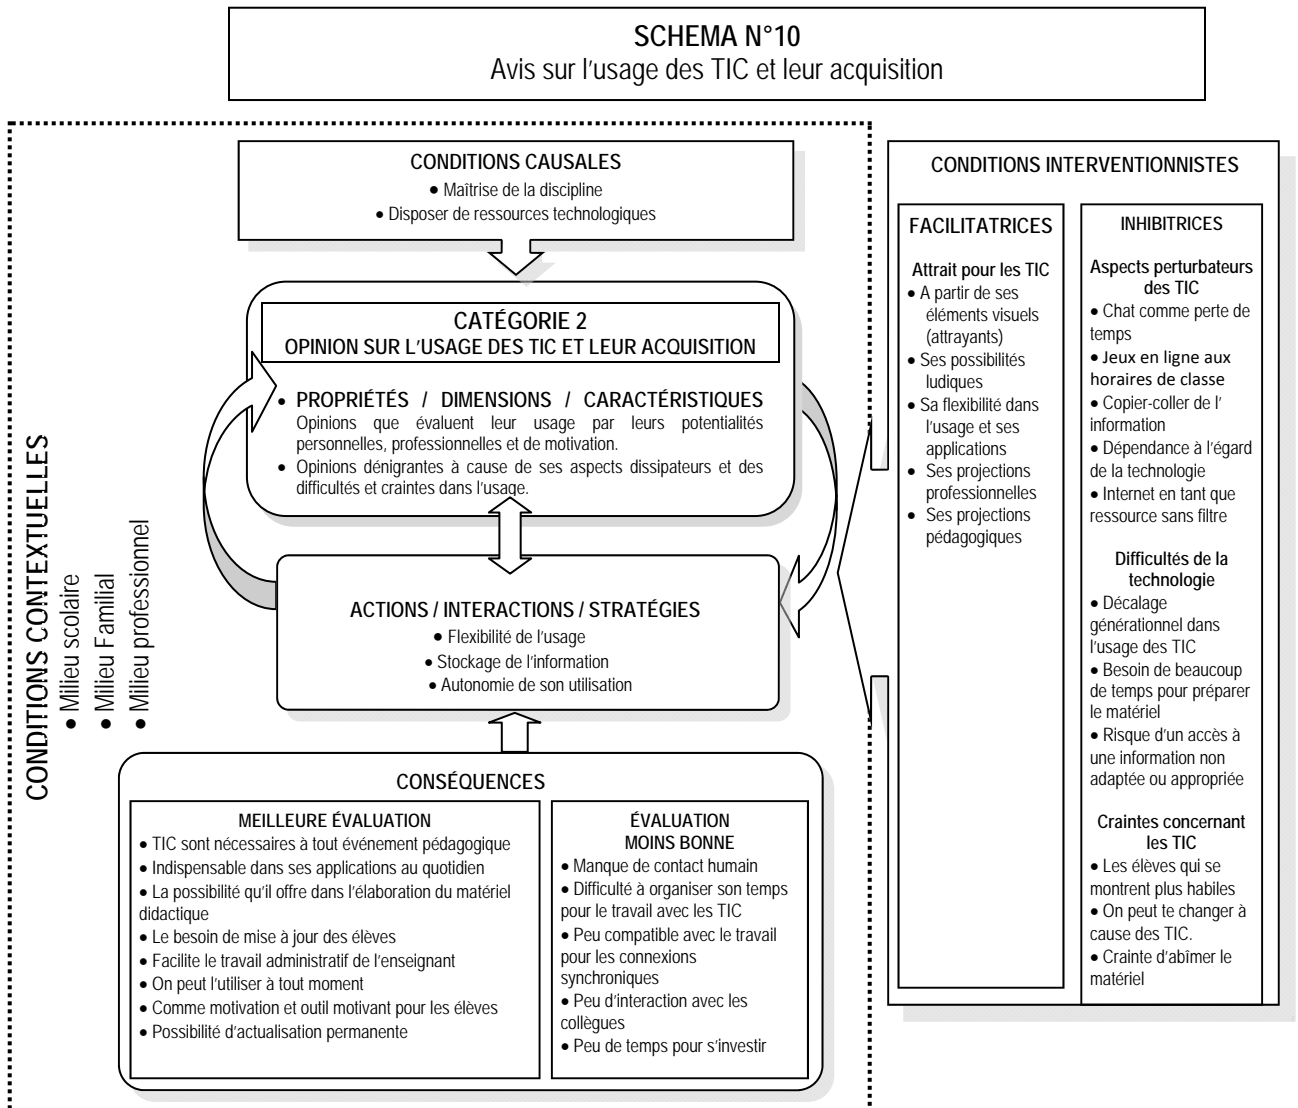 SCHEMA N°10
Avis sur l'usage des TIC et leur acquisition
CONDITIONS CONTEXTUELLES
● Milieu scolaire
● Milieu Familial
● Milieu professionnel
CONDITIONS CAUSALES
● Maîtrise de la discipline
● Disposer de ressources technologiques
CATÉGORIE 2
OPINION SUR L'USAGE DES TIC ET LEUR ACQUISITION
● PROPRIÉTÉS / DIMENSIONS / CARACTÉRISTIQUES
Opinions que évaluent leur usage par leurs potentialités
personnelles, professionnelles et de motivation.
● Opinions dénigrantes à cause de ses aspects dissipateurs et des
difficultés et craintes dans l'usage.
ACTIONS / INTERACTIONS / STRATÉGIES
● Flexibilité de l'usage
● Stockage de l'information
● Autonomie de son utilisation
CONSÉQUENCES
MEILLEURE ÉVALUATION
● TIC sont nécessaires à tout événement pédagogique
● Indispensable dans ses applications au quotidien
● La possibilité qu'il offre dans l'élaboration du matériel
didactique
● Le besoin de mise à jour des élèves
● Facilite le travail administratif de l'enseignant
● On peut l'utiliser à tout moment
● Comme motivation et outil motivant pour les élèves
● Possibilité d'actualisation permanente
ÉVALUATION
MOINS BONNE
● Manque de contact humain
● Difficulté à organiser son temps
pour le travail avec les TIC
● Peu compatible avec le travail
pour les connexions
synchroniques
● Peu d'interaction avec les
collègues
● Peu de temps pour s'investir
CONDITIONS INTERVENTIONNISTES
FACILITATRICES
Attrait pour les TIC
● A partir de ses
éléments visuels
(attrayants)
● Ses possibilités
ludiques
● Sa flexibilité dans
l'usage et ses
applications
● Ses projections
professionnelles
● Ses projections
pédagogiques
INHIBITRICES
Aspects perturbateurs
des TIC
● Chat comme perte de
temps
● Jeux en ligne aux
horaires de classe
● Copier-coller de l'
information
● Dépendance à l'égard
de la technologie
● Internet en tant que
ressource sans filtre
Difficultés de la
technologie
● Décalage
générationnel dans
l'usage des TIC
● Besoin de beaucoup
de temps pour préparer
le matériel
● Risque d'un accès à
une information non
adaptée ou appropriée
Craintes concernant
les TIC
● Les élèves qui se
montrent plus habiles
● On peut te changer à
cause des TIC.
● Crainte d'abîmer le
matériel